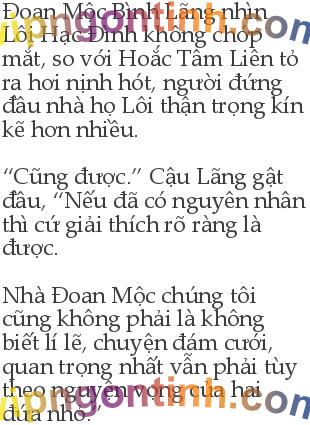 Đoan Mộc Bình Lãng nhìn
Lôi Hạc Đình không chớp
mắt, so với Hoắc Tâm Liên tỏ
ra hơi nịnh hót, người đứng
đầu nhà họ Lôi thận trọng kín
kẽ hơn nhiều.
“Cũng được.” Cậu Lãng gật
đầu, “Nếu đã có nguyên nhân
thì cứ giải thích rõ ràng là
được.
Nhà Đoan Mộc chúng tôi
cũng không phải là không
biết lí lẽ, chuyện đám cưới,
quan trọng nhất vẫn phải tùy
theo nguyện vọng của hai
đứa nhỏ.”
vipngontinh.com
vipngontinh.com